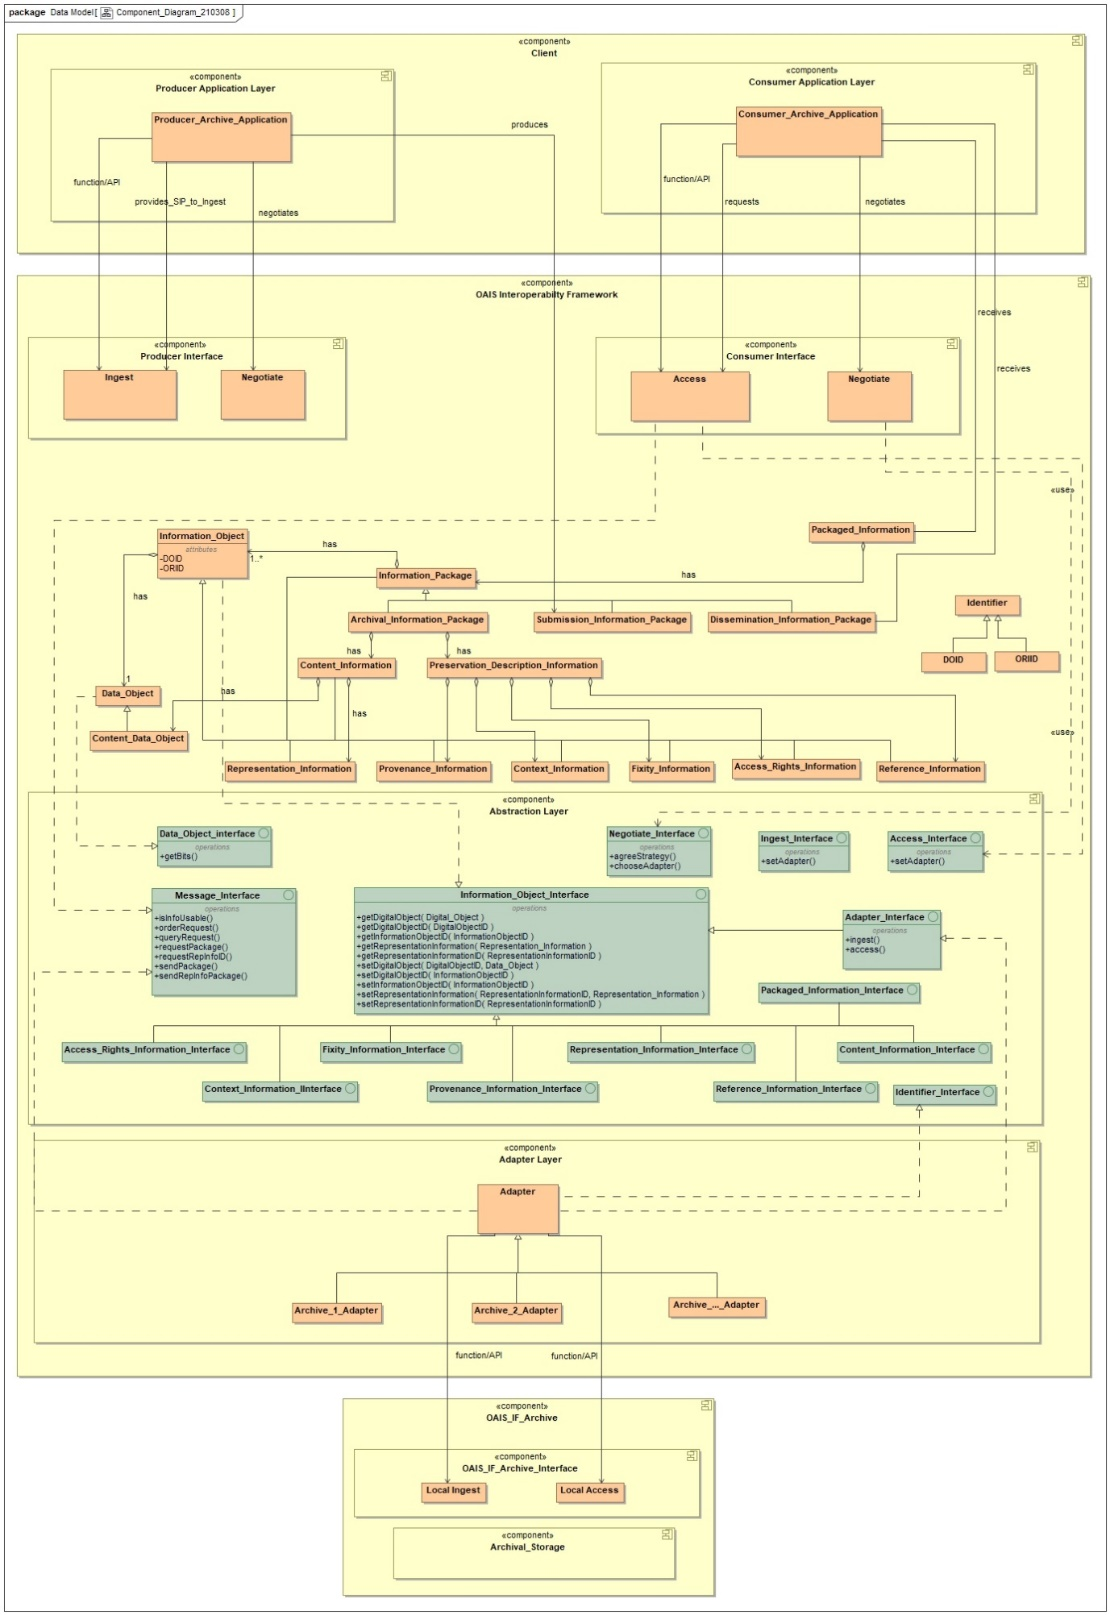 package Data Model[ Component_Diagram_210308 ]
«component»
Client
«component»
Producer Application Layer
Producer_Archive_Application
function/API
provides_SIP_to_Ingest
negotiates
produces
«component»
Consumer Application Layer
Consumer_Archive_Application
function/API
requests
negotiates
«component»
OAIS Interoperabilty Framework
receives
receives
«component»
Producer Interface
Ingest
Negotiate
«component»
Consumer Interface
Access
Negotiate
«use»
Information_Object
attributes
-DOID
-ORIID
1..*
has
Packaged_Information
Information_Package
has
has
Archival_Information_Package
Submission_Information_Package
Dissemination_Information_Package
Identifier
DOID
ORIID
has
has
Content_Information
Preservation_Description_Information
1
Data_Object
has
has
Content_Data_Object
«use»
Representation_Information
Provenance_Information
Context_Information
Fixity_Information
Access_Rights_Information
Reference_Information
«component»
Abstraction Layer
Data_Object_interface
operations
+getBits()
Negotiate_Interface
operations
+agreeStrategy()
+chooseAdapter()
Ingest_Interface
operations
+setAdapter()
Access_Interface
operations
+setAdapter()
Message_Interface
operations
+isInfoUsable()
+orderRequest()
+queryRequest()
+requestPackage()
+requestRepInfoID()
+sendPackage()
+sendRepInfoPackage()
Information_Object_Interface
operations
+getDigitalObject( Digital_Object )
+getDigitalObjectID( DigitalObjectID )
+getInformationObjectID( InformationObjectID )
+getRepresentationInformation( Representation_Information )
+getRepresentationInformationID( RepresentationInformationID )
+setDigitalObject( DigitalObjectID, Data_Object )
+setDigitalObjectID( InformationObjectID )
+setInformationObjectID( InformationObjectID )
+setRepresentationInformation( RepresentationInformationID, Representation_Information )
+setRepresentationInformationID( RepresentationInformationID )
Adapter_Interface
operations
+ingest()
+access()
Packaged_Information_Interface
Access_Rights_Information_Interface
Fixity_Information_Interface
Representation_Information_Interface
Content_Information_Interface
Context_Information_IInterface
Provenance_Information_Interface
Reference_Information_Interface
Identifier_Interface
«component»
Adapter Layer
Adapter
Archive_1_Adapter
Archive_2_Adapter
Archive_..._Adapter
function/API
function/API
«component»
OAIS_IF_Archive
«component»
OAIS_IF_Archive_Interface
Local Ingest
Local Access
«component»
Archival_Storage